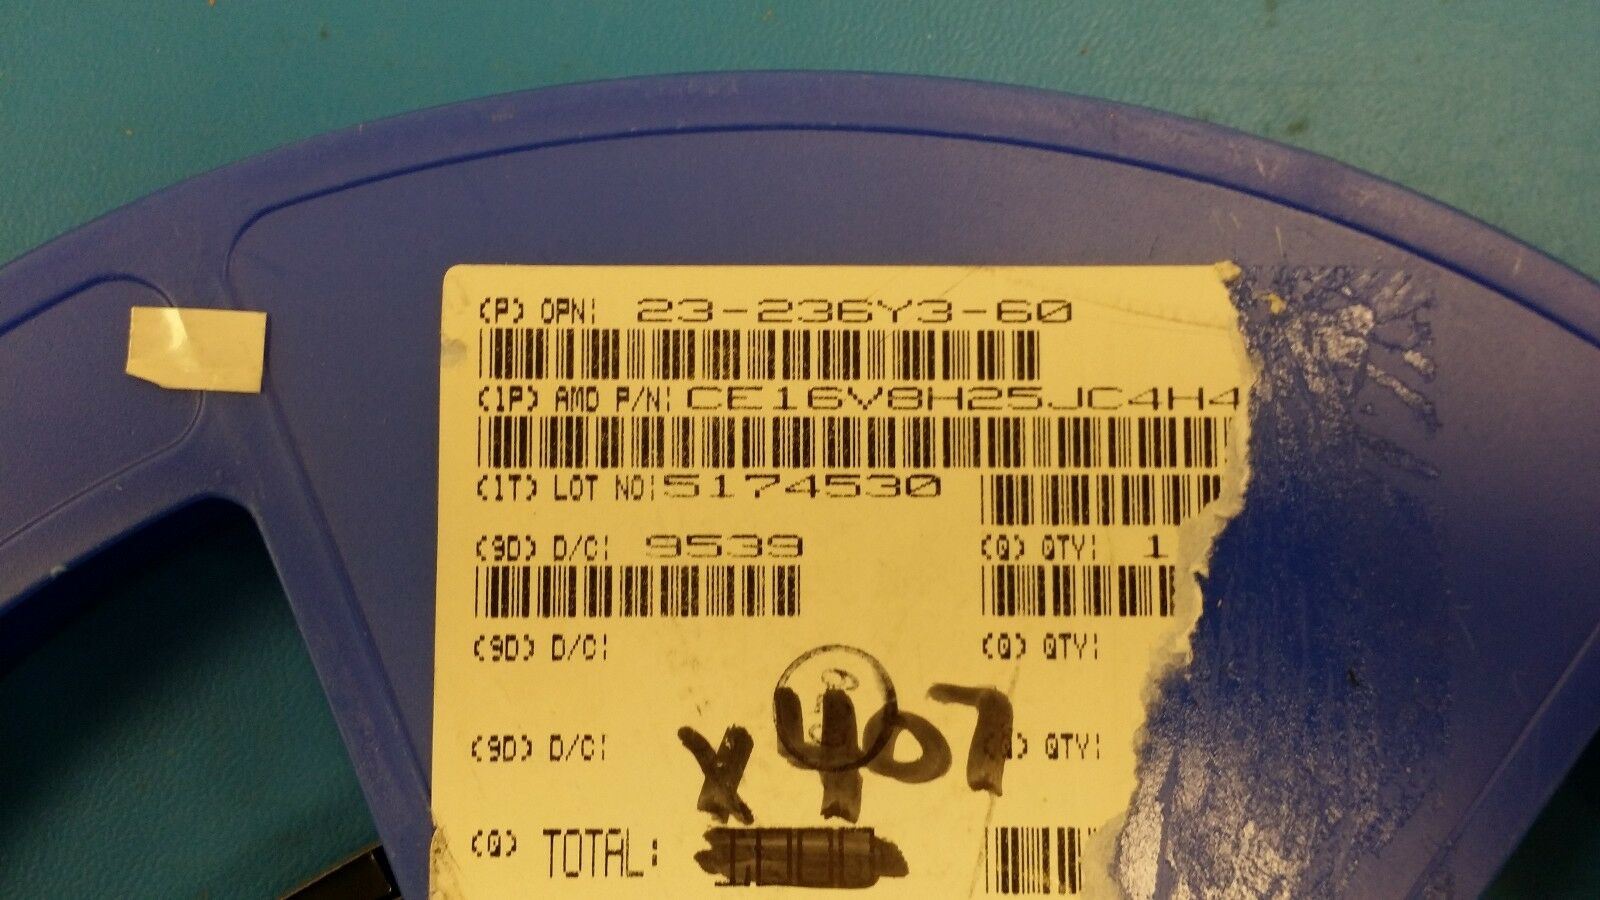 (P) OPN: 23-236Y3-60
(1P) AMD P/N: CE16V8H25JC4H4
(1T) LOT NO: 5174530
(9D) D/C: 9539 (Q) QTY: 1
(9D) D/C: (Q) QTY:
x407
(9D) D/C: (Q) QTY:
(Q) TOTAL: 1000